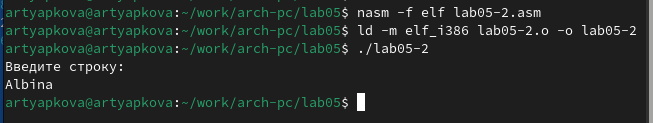 artyapkova@artyapkova:~/work/arch-pc/lab05$ nasm -f elf lab05-2.asm
artyapkova@artyapkova:~/work/arch-pc/lab05$ ld -m elf_i386 lab05-2.o -o lab05-2
artyapkova@artyapkova:~/work/arch-pc/lab05$ ./lab05-2
Введите строку:
Albina
artyapkova@artyapkova:~/work/arch-pc/lab05$